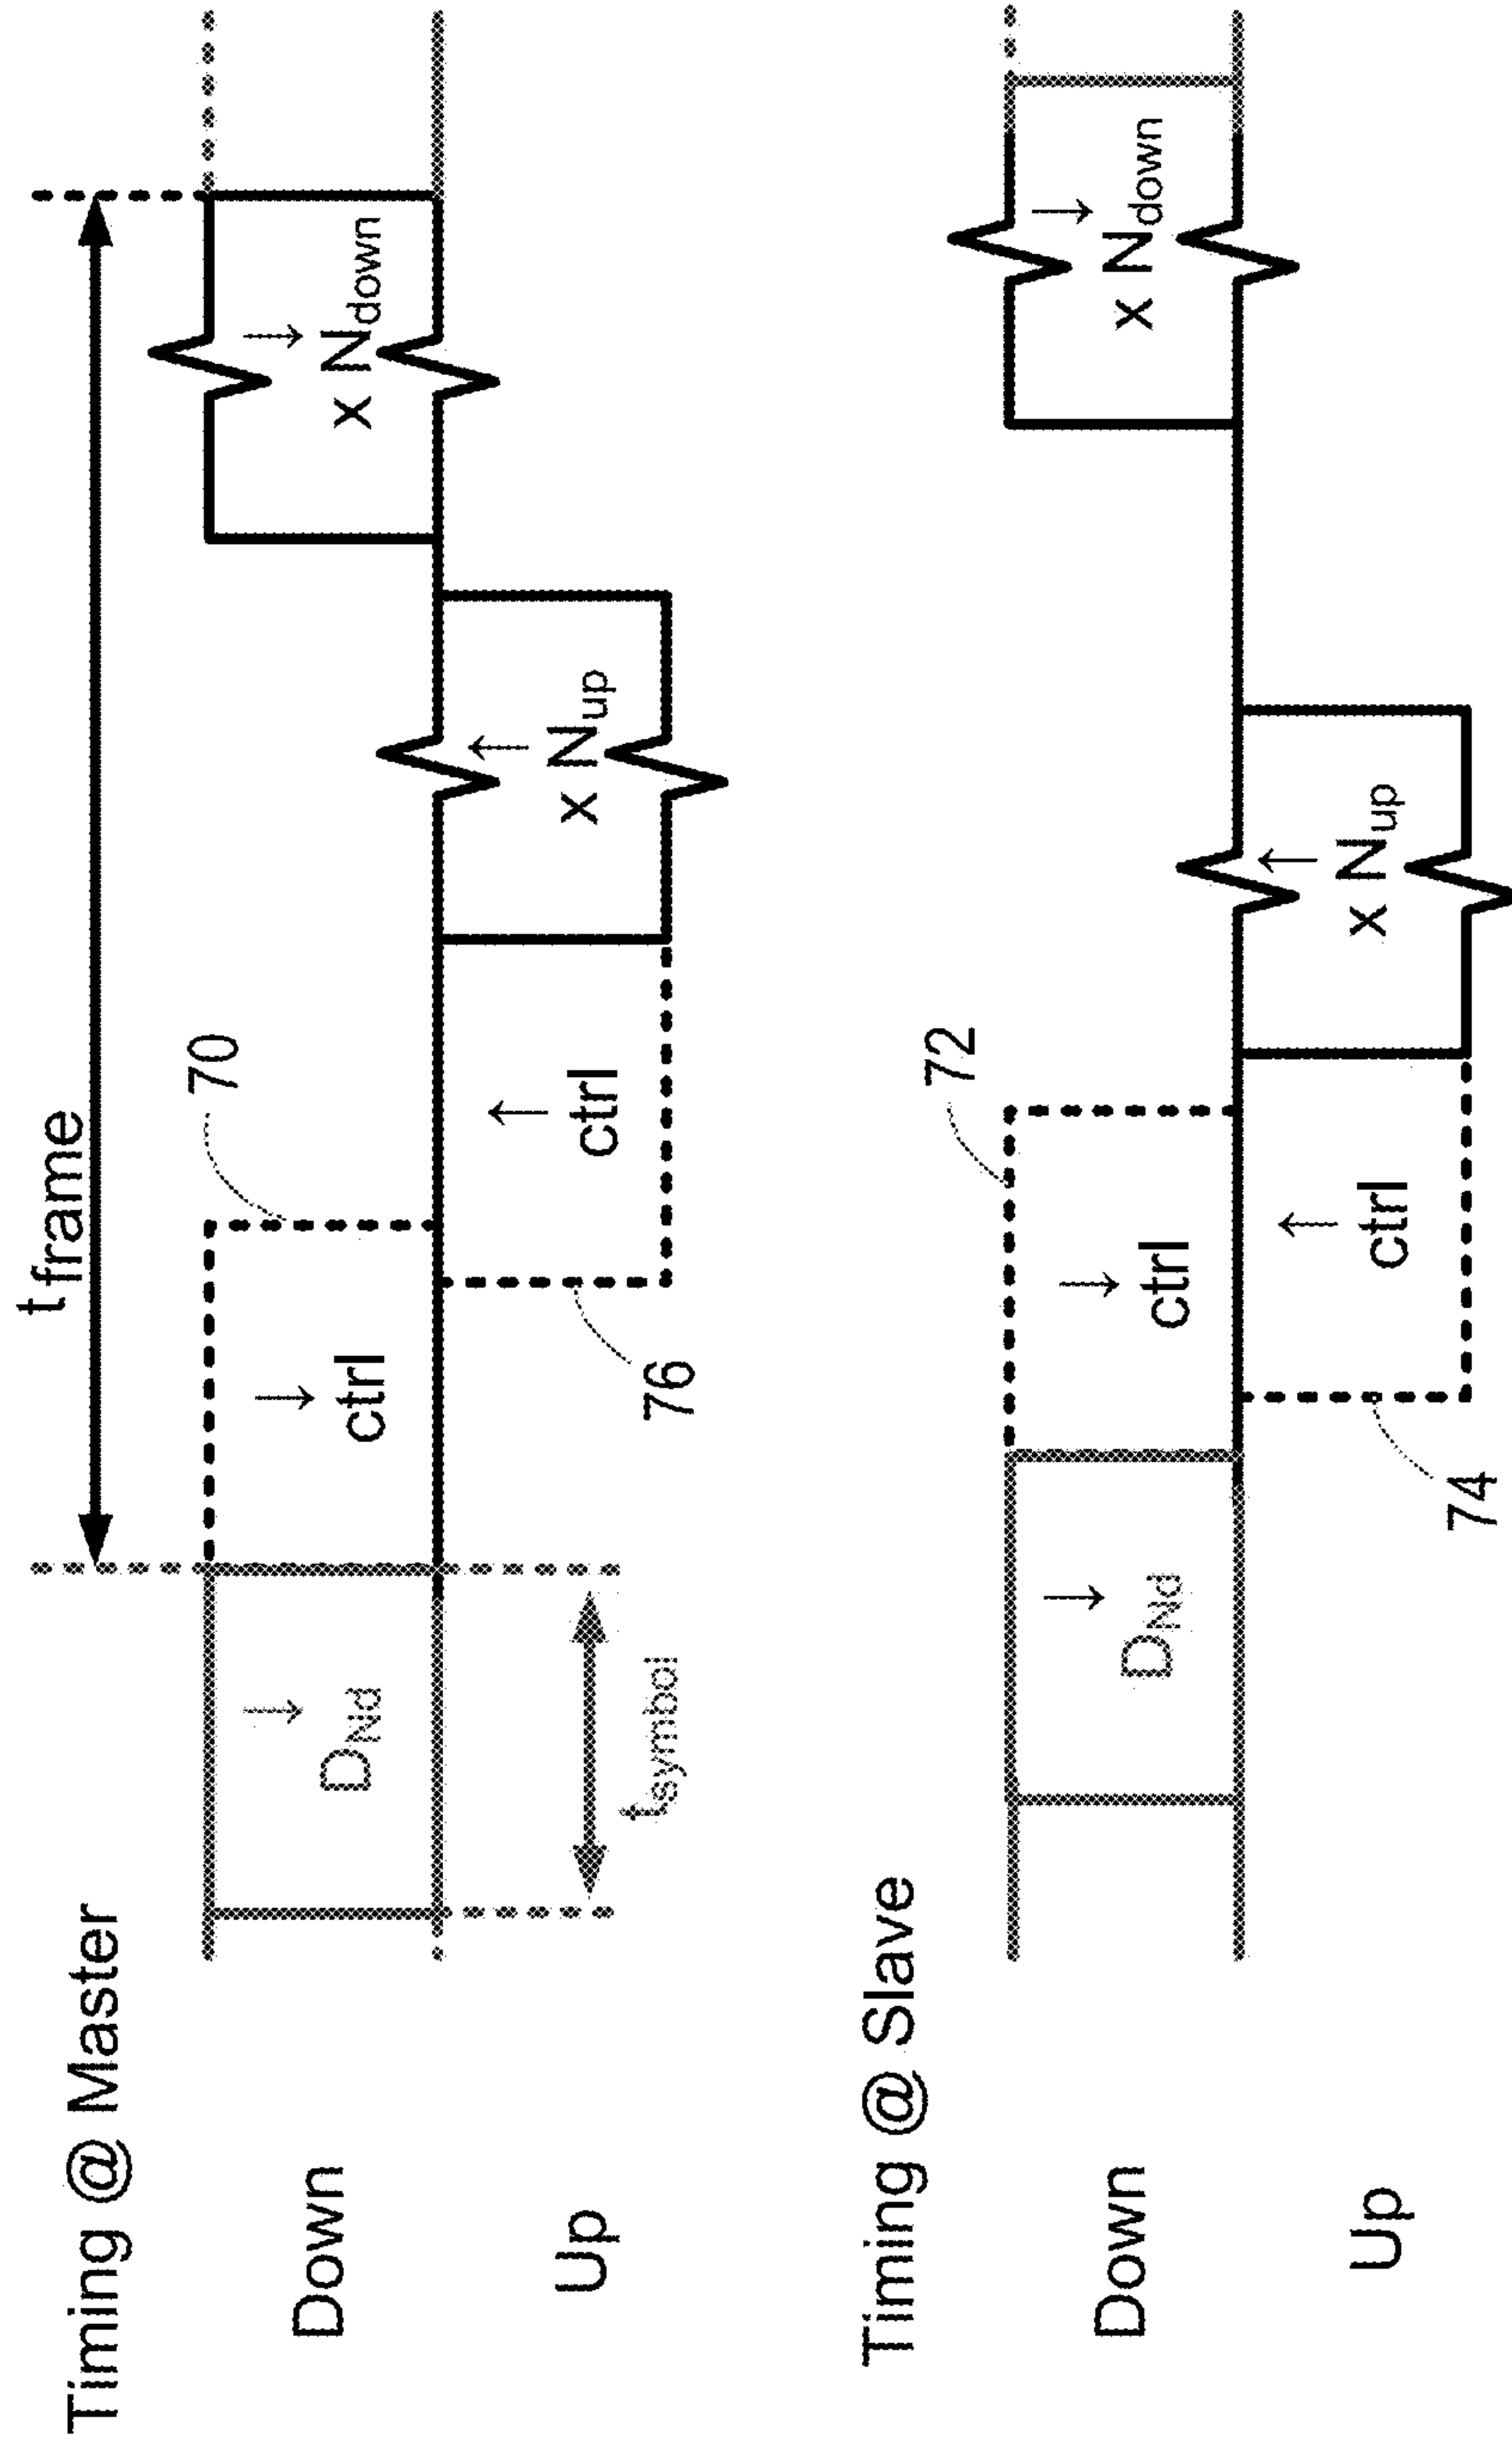 Timing @ Master
t frame
70
Down
D_Nd
↓
ctrl
↓
x N_down
↓
Up
t_symbol
76
ctrl
↑
x N_up
↑
Timing @ Slave
72
Down
D_Nd
↓
ctrl
↓
x N_down
↓
Up
74
ctrl
↑
x N_up
↑